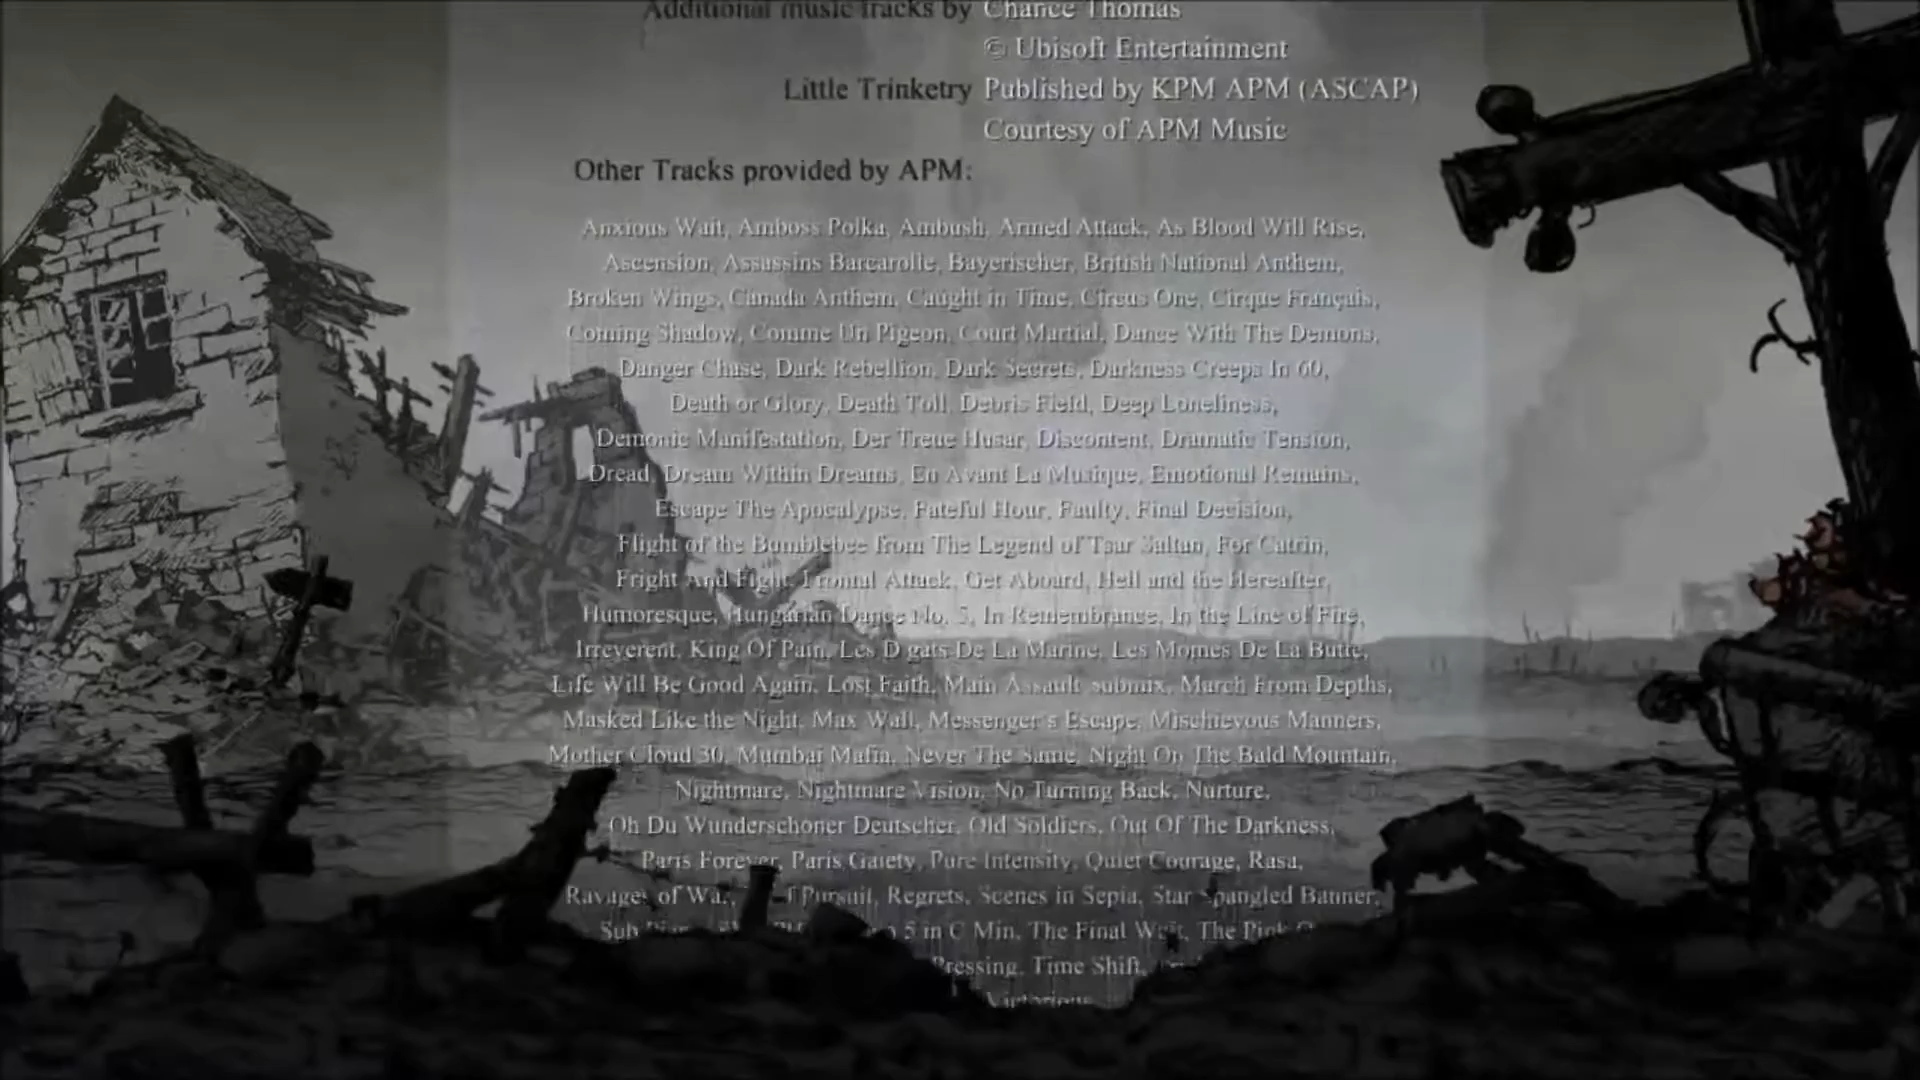 Additional music tracks by Chance Thomas
© Ubisoft Entertainment
Little Trinketry Published by KPM APM (ASCAP)
Courtesy of APM Music
Other Tracks provided by APM:
Anxious Wait, Amboss Polka, Ambush, Armed Attack, As Blood Will Rise,
Ascension, Assassins Barcarolle, Bayerischer, British National Anthem,
Broken Wings, Canada Anthem, Caught in Time, Circus One, Cirque Français,
Coming Shadow, Comme Un Pigeon, Court Martial, Dance With The Demons,
Danger Chase, Dark Rebellion, Dark Secrets, Darkness Creeps In 60,
Death or Glory, Death Toll, Debris Field, Deep Loneliness,
Demonic Manifestation, Der Treue Husar, Discontent, Dramatic Tension,
Dread, Dream Within Dreams, En Avant La Musique, Emotional Remains,
Escape The Apocalypse, Fateful Hour, Faulty, Final Decision,
Flight of the Bumblebee from The Legend of Tsar Saltan, For Catrin,
Fright And Fight, Frontal Attack, Get Aboard, Hell and the Hereafter,
Humoresque, Hungarian Dance No. 5, In Remembrance, In the Line of Fire,
Irreverent, King Of Pain, Les D gats De La Marine, Les Momes De La Butte,
Life Will Be Good Again, Lost Faith, Main Assault submix, March From Depths,
Masked Like the Night, Max Wall, Messenger's Escape, Mischievous Manners,
Mother Cloud 30, Mumbai Mafia, Never The Same, Night On The Bald Mountain,
Nightmare, Nightmare Vision, No Turning Back, Nurture,
Oh Du Wunderschoner Deutscher, Old Soldiers, Out Of The Darkness,
Paris Forever, Paris Gaiety, Pure Intensity, Quiet Courage, Rasa,
Ravages of Pursuit, Regrets, Scenes in Sepia, Star Spangled Banner,
5 in C Min, The Final Wait, The Pink
Pressing, Time Shift,
Victorious